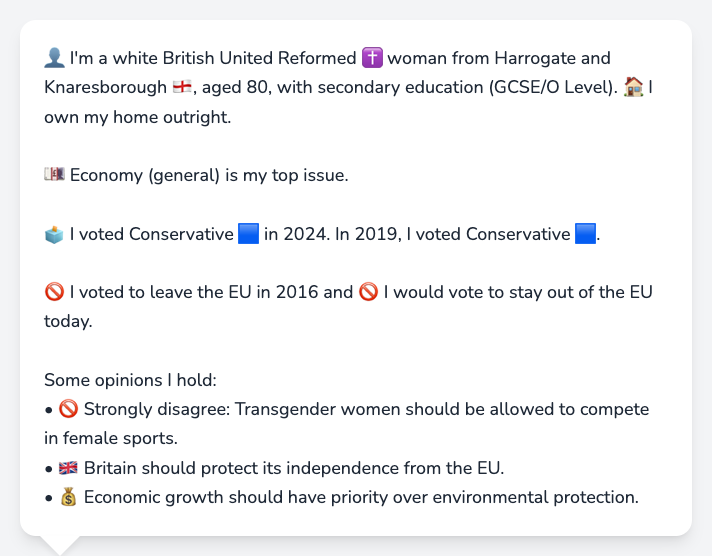 👤 I'm a white British United Reformed ✝️ woman from Harrogate and
Knaresborough 🏴󠁧󠁢󠁥󠁮󠁧󠁿, aged 80, with secondary education (GCSE/O Level). 🏠 I
own my home outright.
💷 Economy (general) is my top issue.
🗳️ I voted Conservative 🟦 in 2024. In 2019, I voted Conservative 🟦.
🚫 I voted to leave the EU in 2016 and 🚫 I would vote to stay out of the EU
today.
Some opinions I hold:
• 🚫 Strongly disagree: Transgender women should be allowed to compete
in female sports.
• 🇬🇧 Britain should protect its independence from the EU.
• 💰 Economic growth should have priority over environmental protection.